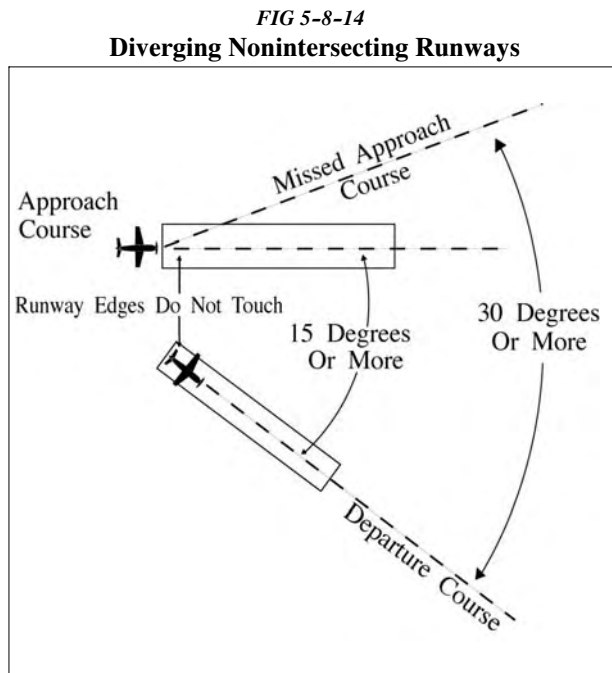 FIG 5-8-14
Diverging Nonintersecting Runways
Missed Approach
Course
Approach
Course
Runway Edges Do Not Touch
15 Degrees
Or More
30 Degrees
Or More
Departure Course